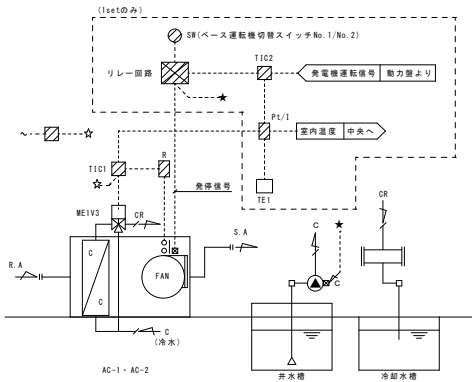 (1setのみ)
SW(ベース運転機切替スイッチNo.1/No.2)
リレー回路
TIC2
発電機運転信号 動力盤より
Pt/I
室内温度 中央へ
TIC1
R
発停信号
TE1
CR
ME1V3
CR
S.A
C
R.A
C
FAN
C
C
C
(冷水)
井水槽
冷却水槽
AC-1・AC-2